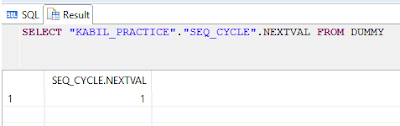 SQL Result
SELECT "KABIL_PRACTICE"."SEQ_CYCLE".NEXTVAL FROM DUMMY
SEQ_CYCLE.NEXTVAL
1 1